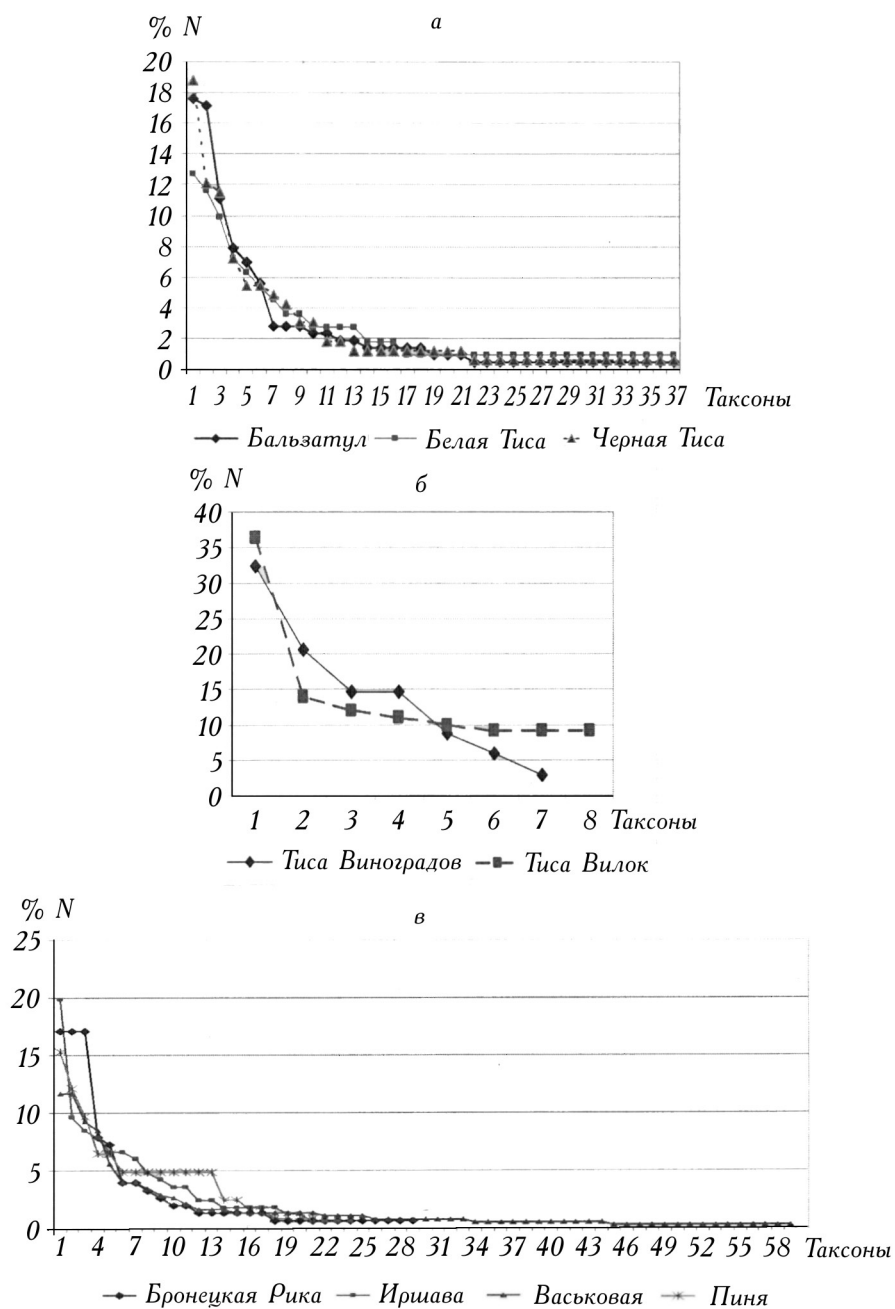 % N
а
20
18
16
14
12
10
8
6
4
2
0
1 3 5 7 9 11 13 15 17 19 21 23 25 27 29 31 33 35 37 Таксоны
Бальзатул Белая Тиса Черная Тиса
% N
б
40
35
30
25
20
15
10
5
0
1 2 3 4 5 6 7 8 Таксоны
Тиса Виноградов Тиса Вилок
% N
в
25
20
15
10
5
0
1 4 7 10 13 16 19 22 25 28 31 34 37 40 43 46 49 52 55 58 Таксоны
Бронецкая Рика Иршава Васьковая Пиня